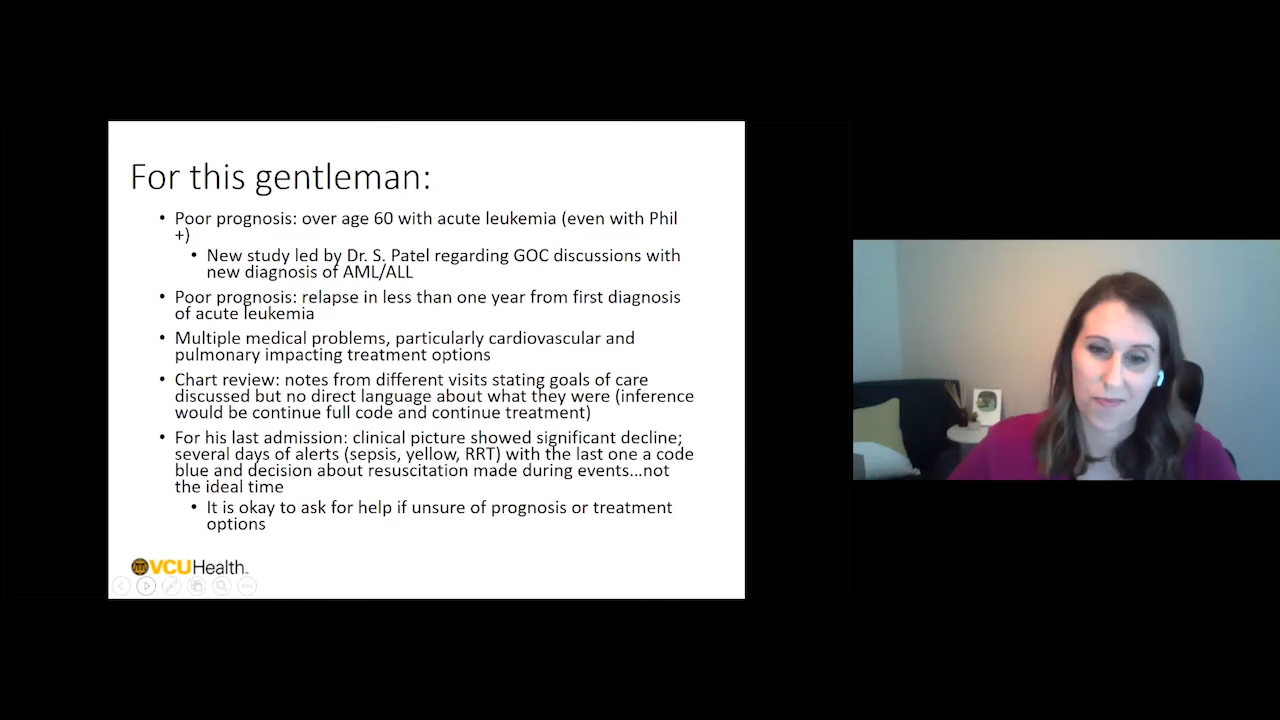 For this gentleman:
• Poor prognosis: over age 60 with acute leukemia (even with Phil
+)
• New study led by Dr. S. Patel regarding GOC discussions with
new diagnosis of AML/ALL
• Poor prognosis: relapse in less than one year from first diagnosis
of acute leukemia
• Multiple medical problems, particularly cardiovascular and
pulmonary impacting treatment options
• Chart review: notes from different visits stating goals of care
discussed but no direct language about what they were (inference
would be continue full code and continue treatment)
• For his last admission: clinical picture showed significant decline;
several days of alerts (sepsis, yellow, RRT) with the last one a code
blue and decision about resuscitation made during events...not
the ideal time
• It is okay to ask for help if unsure of prognosis or treatment
options
VCUHealth™